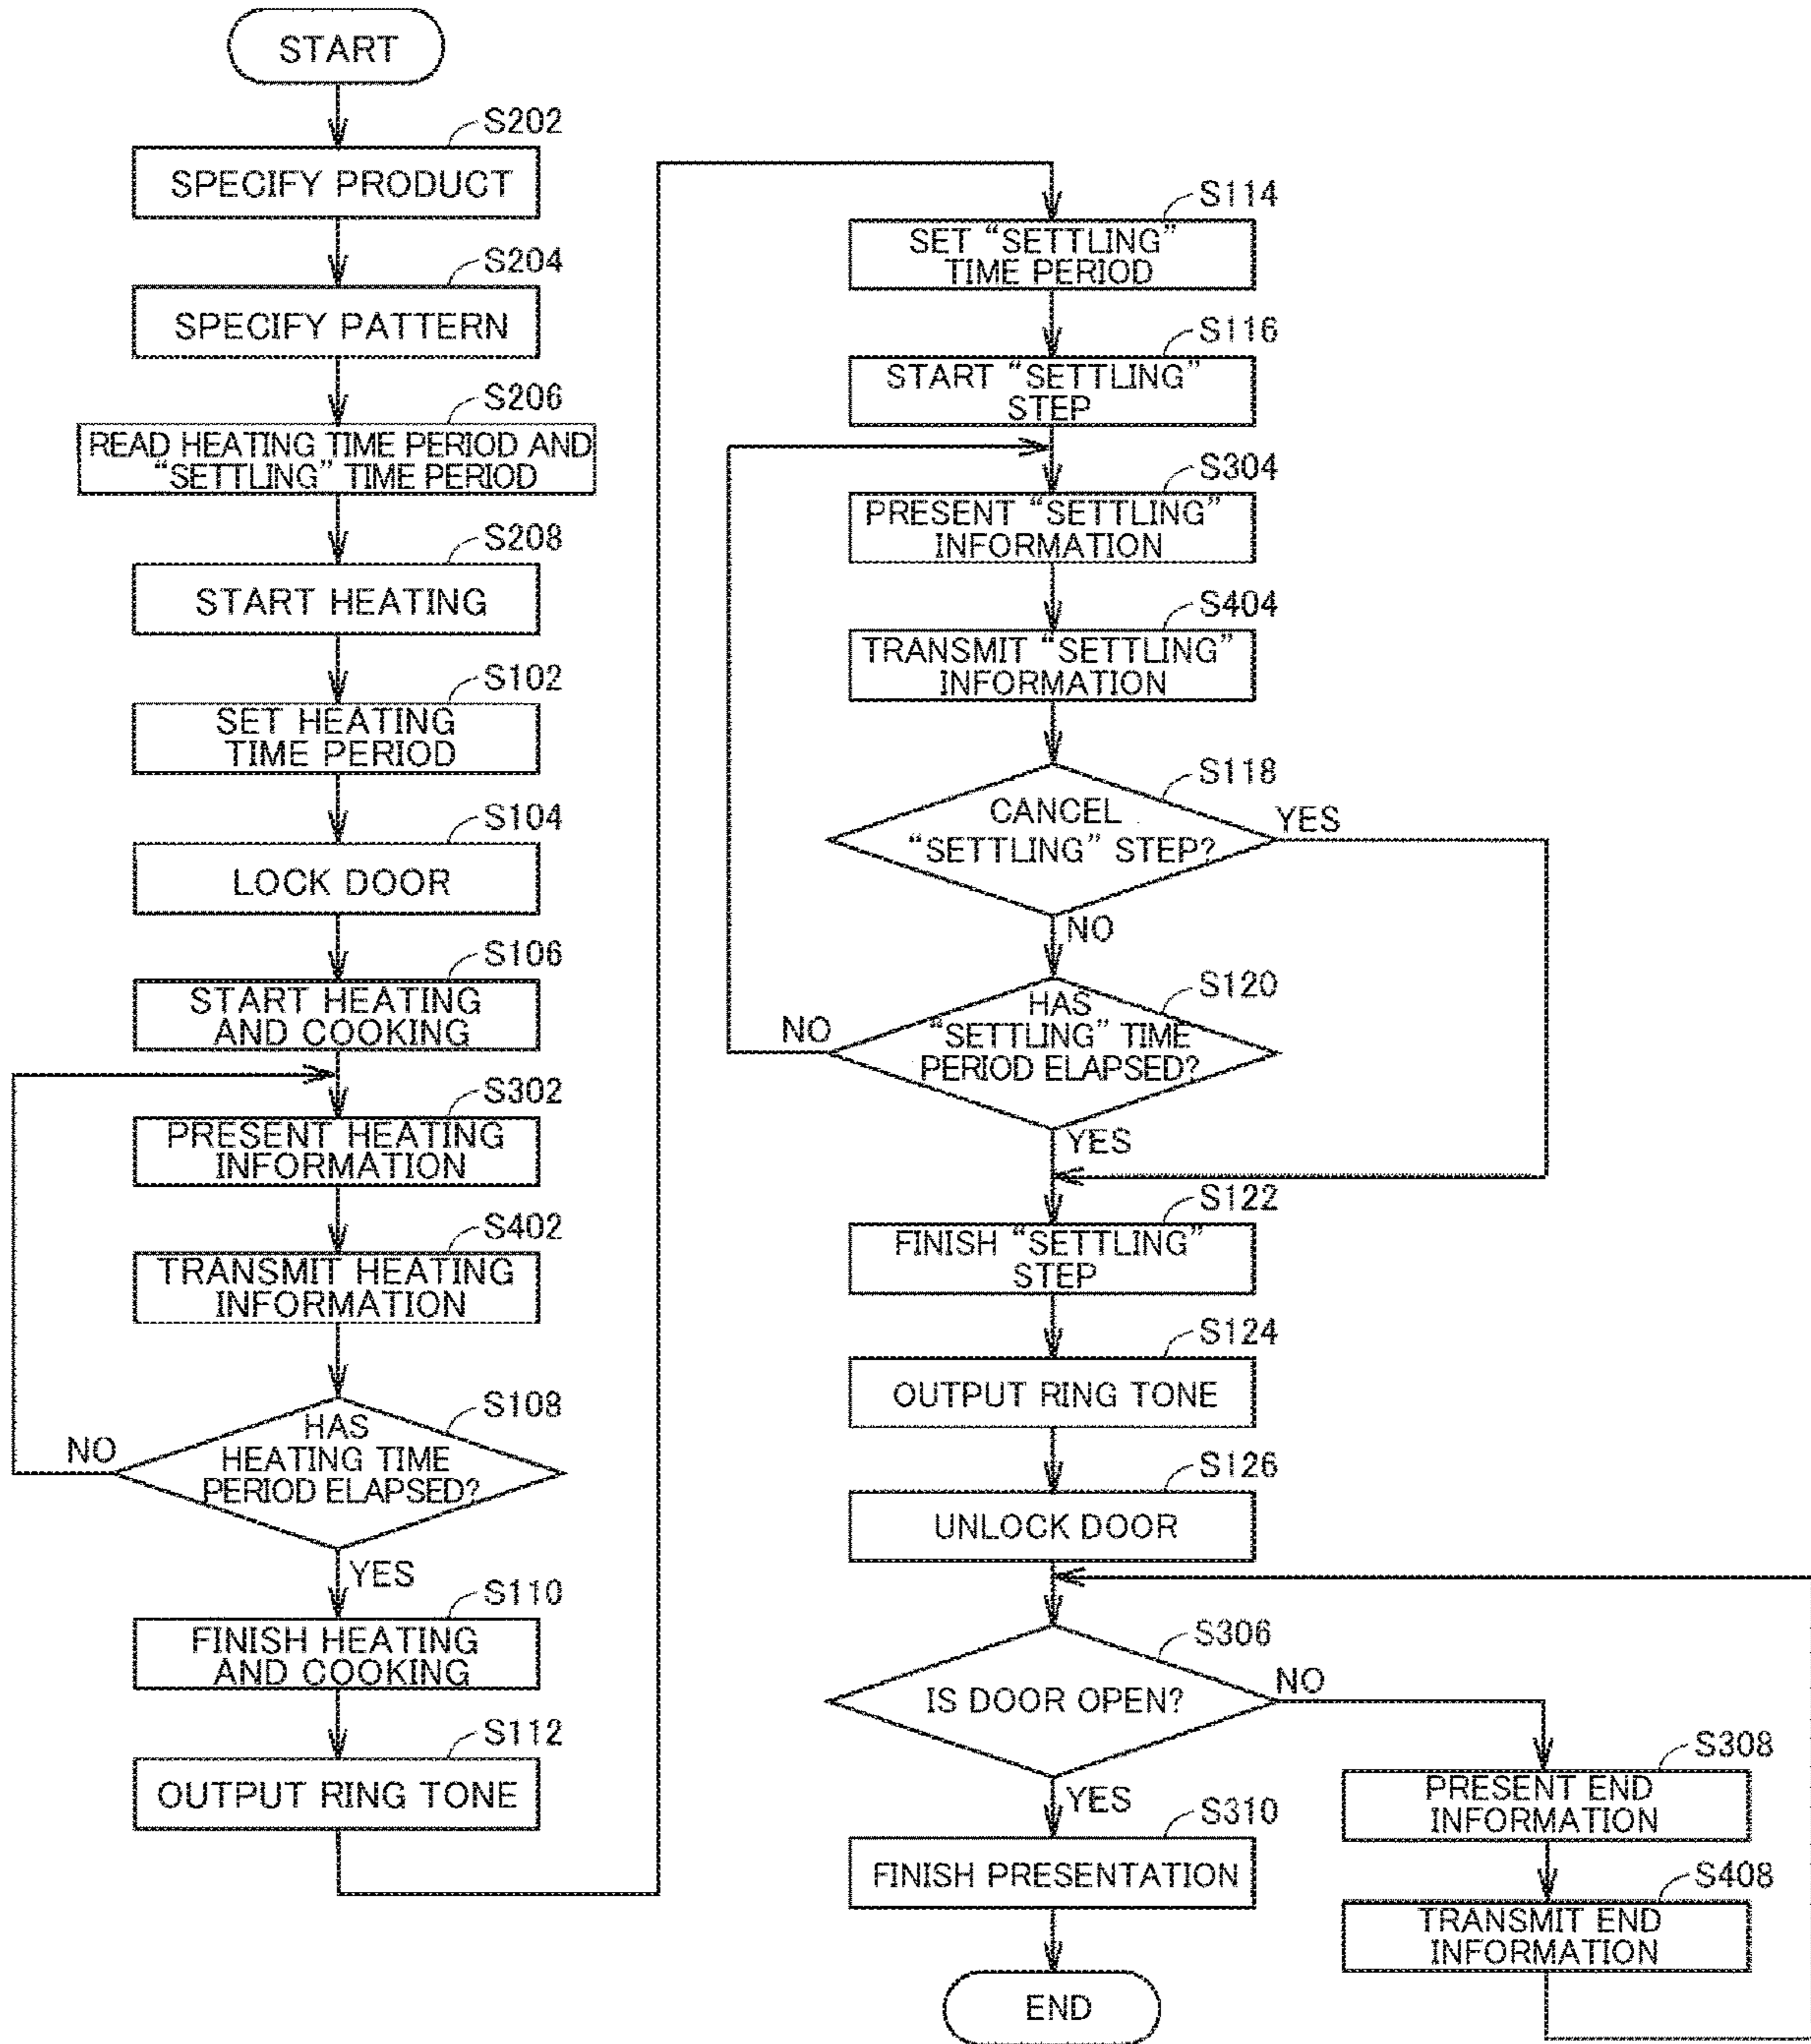 START
S202
SPECIFY PRODUCT
S204
SPECIFY PATTERN
S206
READ HEATING TIME PERIOD AND
“SETTLING” TIME PERIOD
S208
START HEATING
S102
SET HEATING
TIME PERIOD
S104
LOCK DOOR
S106
START HEATING
AND COOKING
S302
PRESENT HEATING
INFORMATION
S402
TRANSMIT HEATING
INFORMATION
S108
HAS
HEATING TIME
PERIOD ELAPSED?
NO
YES
S110
FINISH HEATING
AND COOKING
S112
OUTPUT RING TONE
S114
SET “SETTLING”
TIME PERIOD
S116
START “SETTLING”
STEP
S304
PRESENT “SETTLING”
INFORMATION
S404
TRANSMIT “SETTLING”
INFORMATION
S118
CANCEL
“SETTLING” STEP?
YES
NO
S120
HAS
“SETTLING” TIME
PERIOD ELAPSED?
NO
YES
S122
FINISH “SETTLING”
STEP
S124
OUTPUT RING TONE
S126
UNLOCK DOOR
S306
IS DOOR OPEN?
NO
YES
S308
PRESENT END
INFORMATION
S408
TRANSMIT END
INFORMATION
S310
FINISH PRESENTATION
END